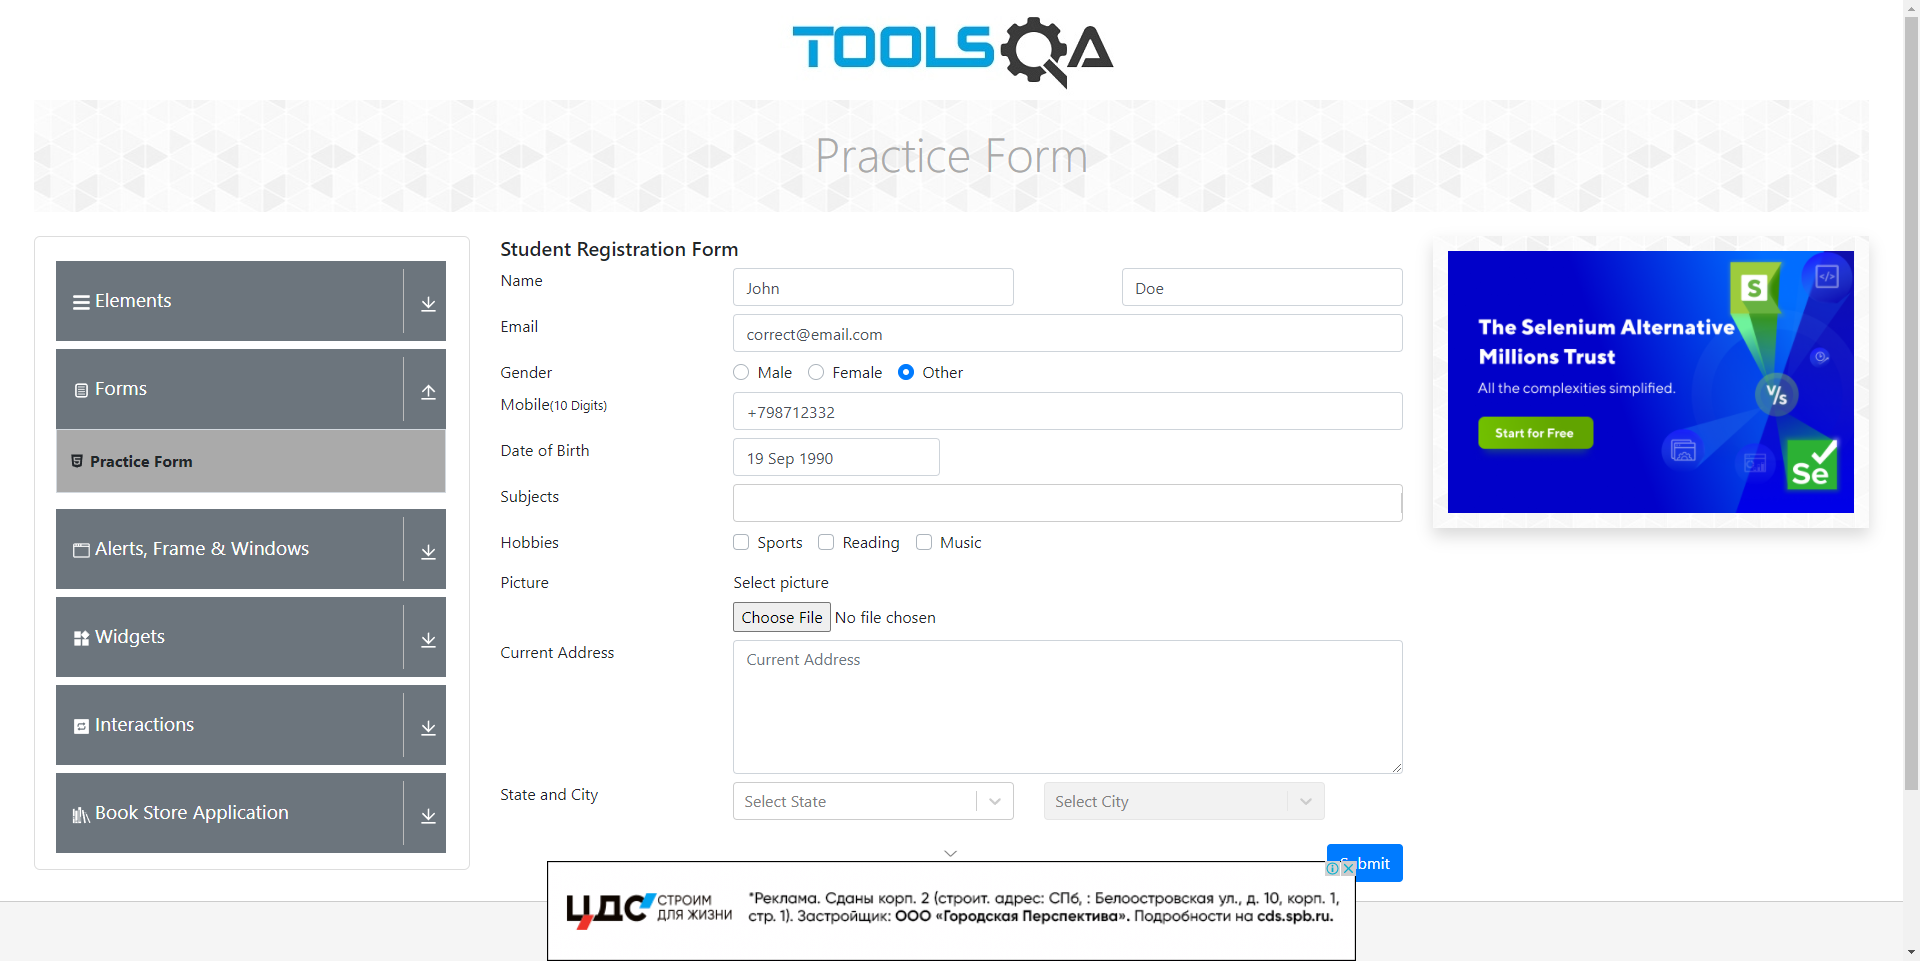 TOOLSQA
Practice Form
Elements
Forms
Practice Form
Alerts, Frame & Windows
Widgets
Interactions
Book Store Application
Student Registration Form
Name
John
Doe
Email
correct@email.com
Gender
Male
Female
Other
Mobile(10 Digits)
+798712332
Date of Birth
19 Sep 1990
Subjects
Hobbies
Sports
Reading
Music
Picture
Select picture
Choose File No file chosen
Current Address
Current Address
State and City
Select State
Select City
Submit
S
The Selenium Alternative
Millions Trust
All the complexities simplified.
V/s
Start for Free
Se
ЦДС СТРОИМ
ДЛЯ ЖИЗНИ
*Реклама. Сданы корп. 2 (строит. адрес: СПб, : Белоостровская ул., д. 10, корп. 1,
стр. 1). Застройщик: ООО «Городская Перспектива». Подробности на cds.spb.ru.